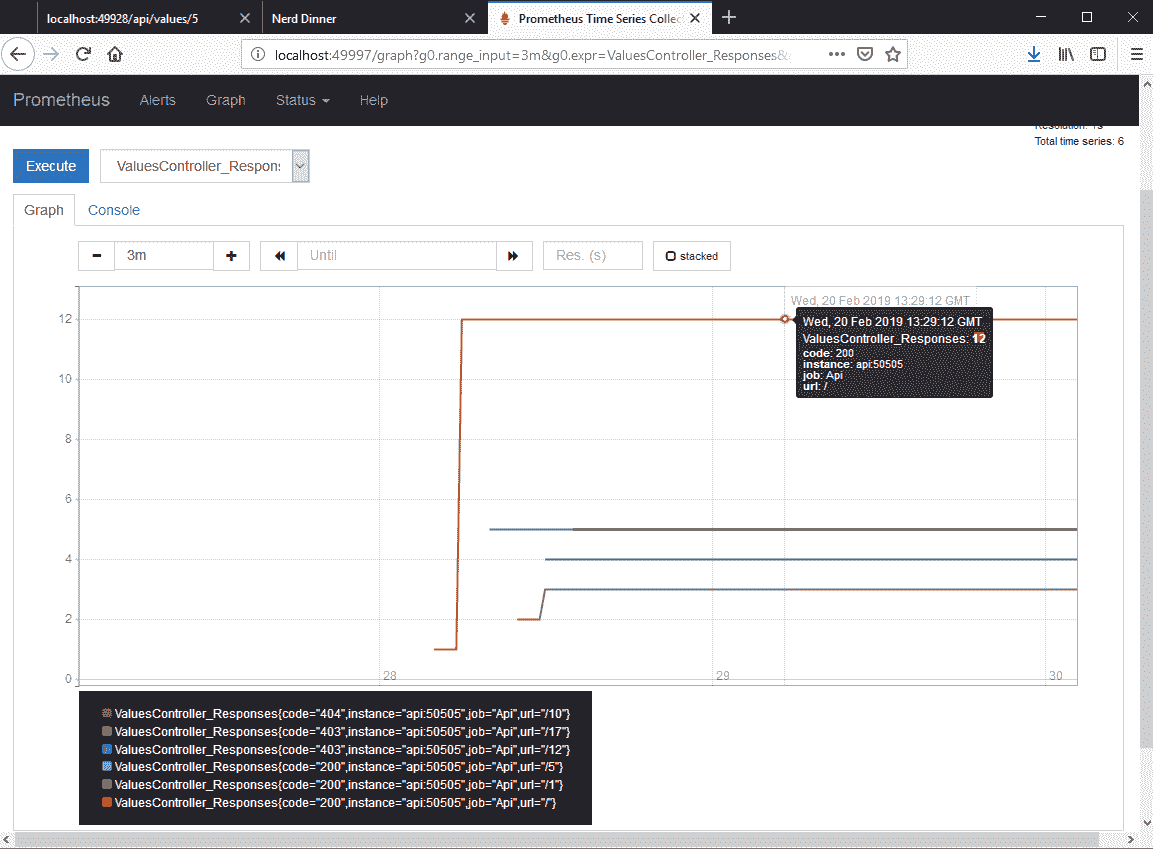 localhost:49928/api/values/5
Nerd Dinner
Prometheus Time Series Collec
localhost:49997/graph?g0.range_input=3m&g0.expr=ValuesController_Responses&
Prometheus Alerts Graph Status Help
Resolution: 1s
Total time series: 6
Execute ValuesController_Respons
Graph Console
3m Until Res. (s) stacked
Wed, 20 Feb 2019 13:29:12 GMT
Wed, 20 Feb 2019 13:29:12 GMT
ValuesController_Responses: 12
code: 200
instance: api:50505
job: Api
url: /
12
10
8
6
4
2
0
28 29 30
ValuesController_Responses{code="404",instance="api:50505",job="Api",url="/10"}
ValuesController_Responses{code="403",instance="api:50505",job="Api",url="/17"}
ValuesController_Responses{code="403",instance="api:50505",job="Api",url="/12"}
ValuesController_Responses{code="200",instance="api:50505",job="Api",url="/5"}
ValuesController_Responses{code="200",instance="api:50505",job="Api",url="/1"}
ValuesController_Responses{code="200",instance="api:50505",job="Api",url="/"}